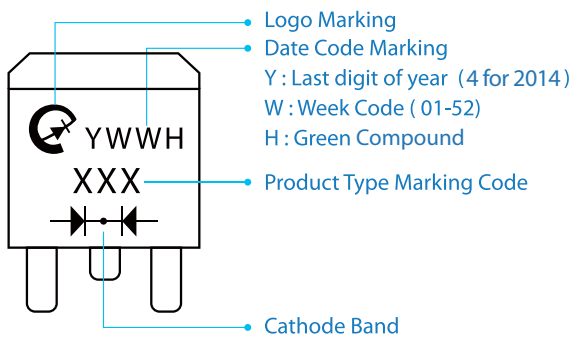 Logo Marking
Date Code Marking
Y : Last digit of year ( 4 for 2014 )
W : Week Code ( 01-52)
H : Green Compound
YWWH
XXX
Product Type Marking Code
Cathode Band